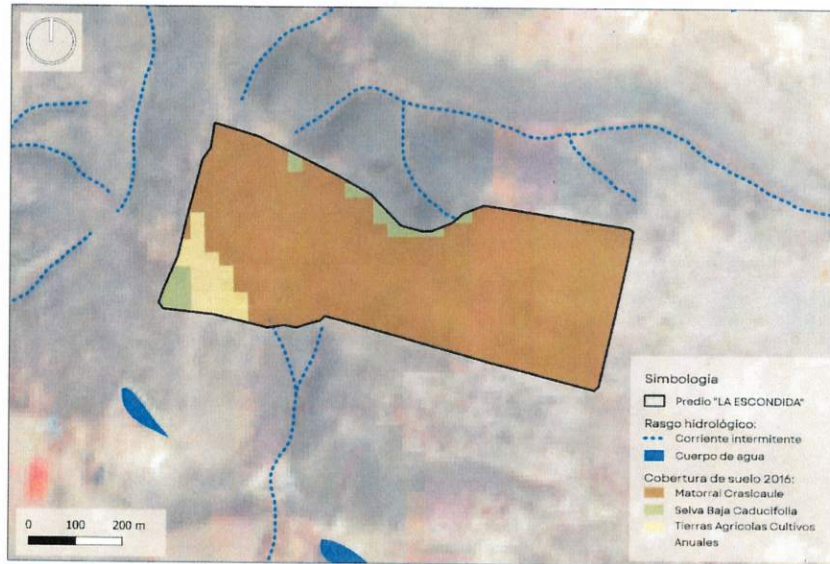 Simbología
Predio "LA ESCONDIDA"
Rasgo hidrológico:
Corriente intermitente
Cuerpo de agua
Cobertura de suelo 2016:
Matorral Crasicaule
Selva Baja Caducifolia
Tierras Agrícolas Cultivos
Anuales
0 100 200 m